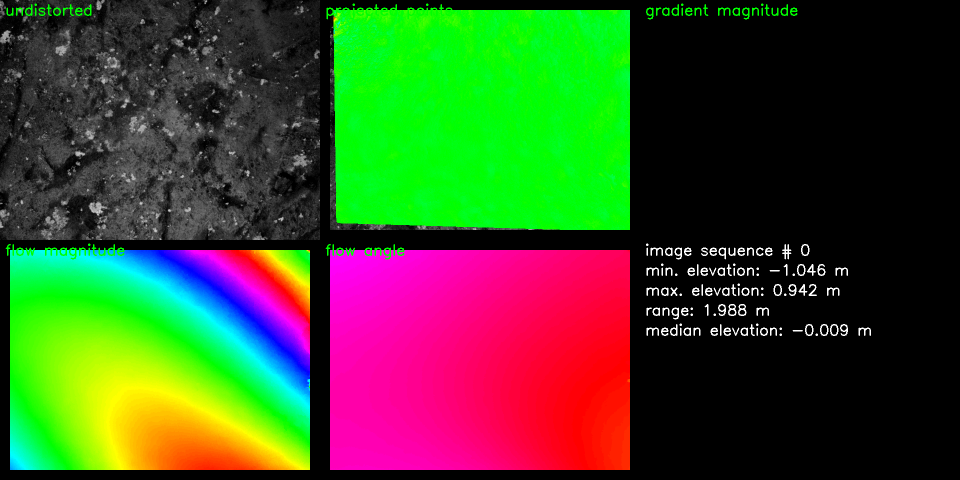 undistorted
projected points
gradient magnitude
flow magnitude
flow angle
image sequence # 0
min. elevation: −1.046 m
max. elevation: 0.942 m
range: 1.988 m
median elevation: −0.009 m